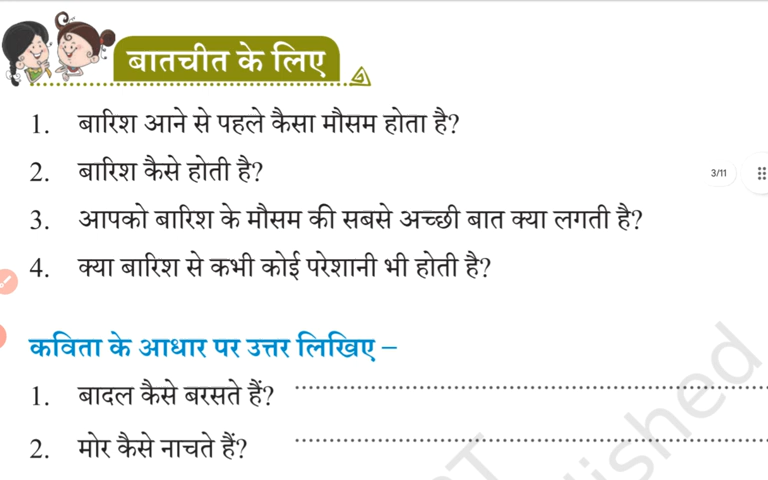 बातचीत के लिए
1. बारिश आने से पहले कैसा मौसम होता है?
2. बारिश कैसे होती है?
3/11
3. आपको बारिश के मौसम की सबसे अच्छी बात क्या लगती है?
4. क्या बारिश से कभी कोई परेशानी भी होती है?
कविता के आधार पर उत्तर लिखिए –
1. बादल कैसे बरसते हैं?
2. मोर कैसे नाचते हैं?